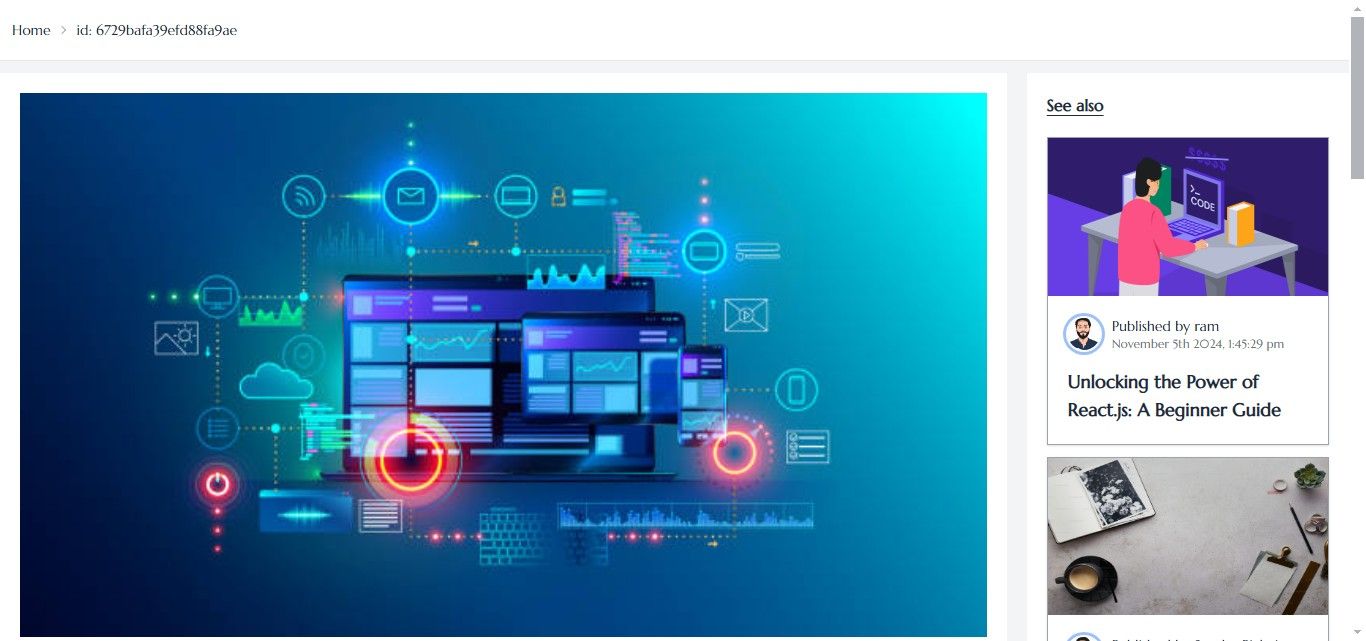 Home
id: 6729bafa39efd88fa9ae
See also
>_
CODE
Published by ram
November 5th 2024, 1:45:29 pm
Unlocking the Power of
React.js: A Beginner Guide